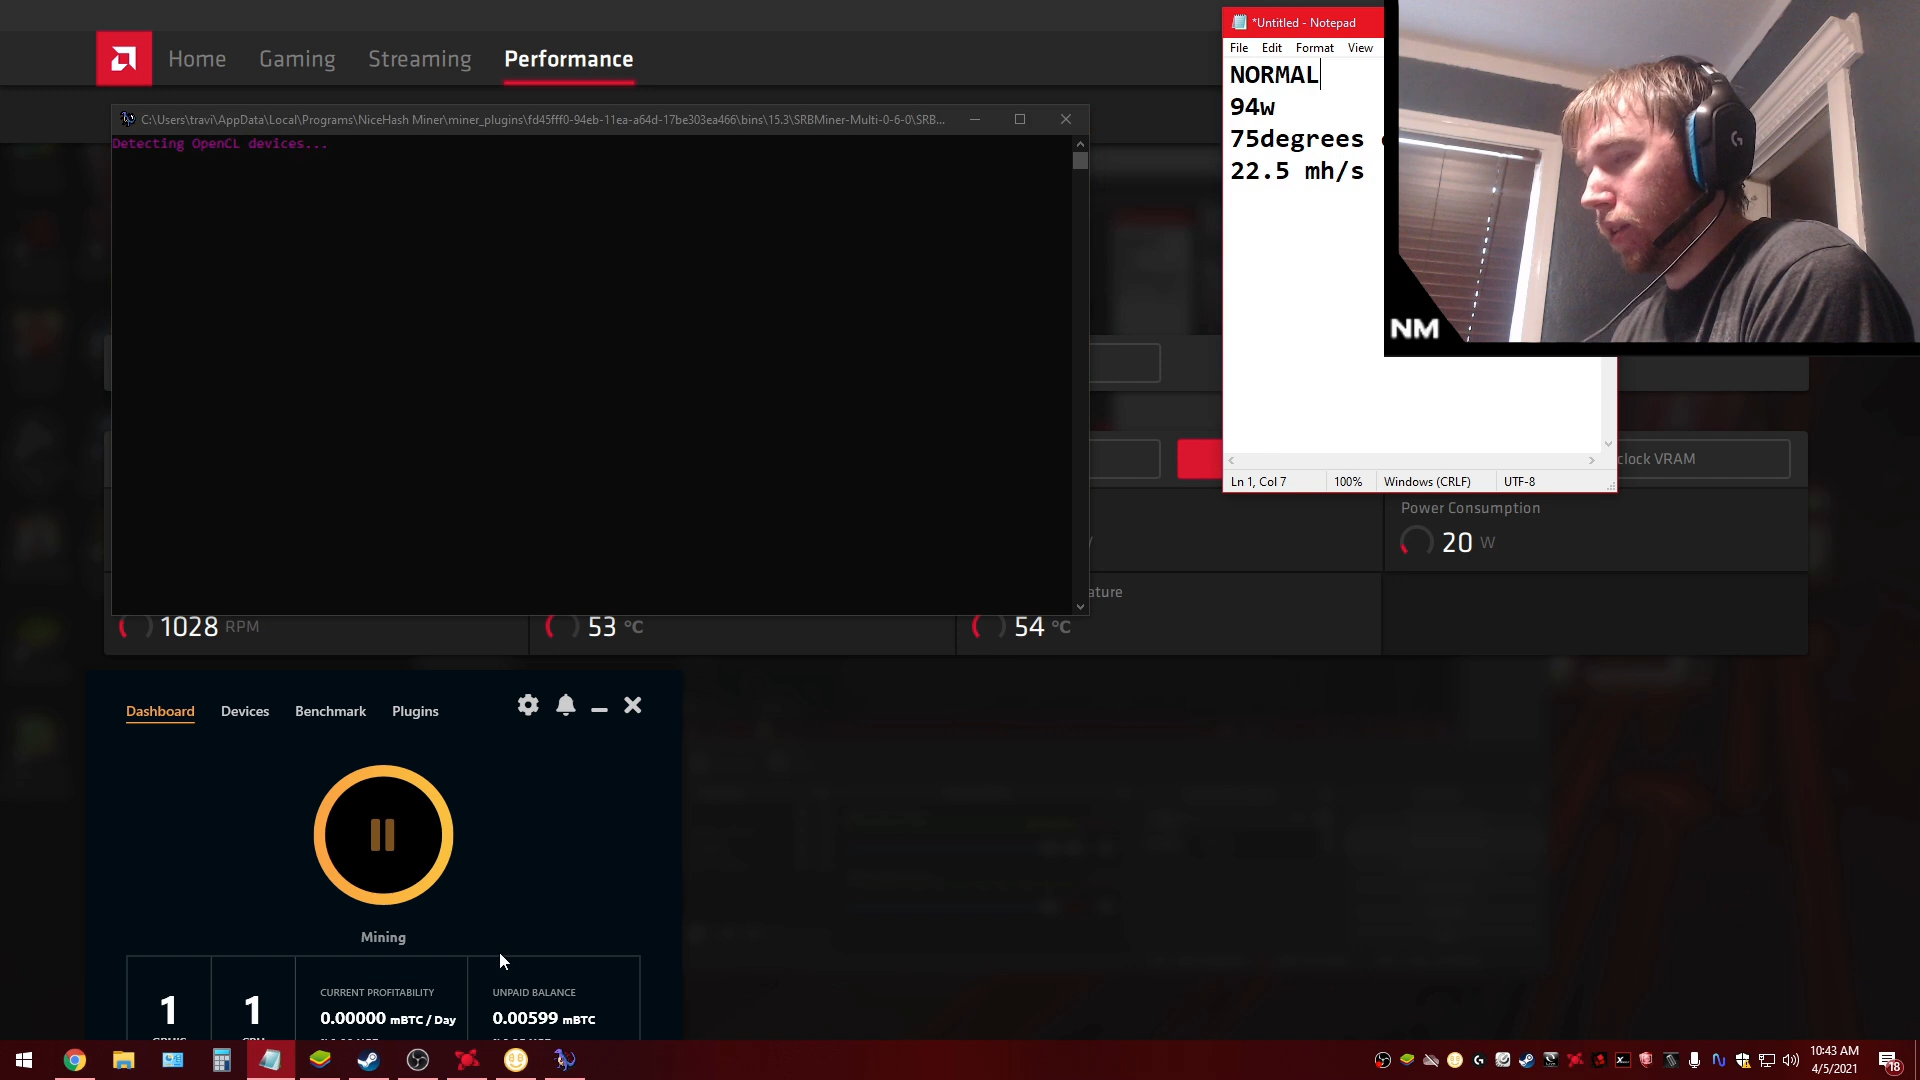 Home Gaming Streaming Performance
*Untitled - Notepad
File Edit Format View
NORMAL
94w
75degrees
22.5 mh/s
Ln 1, Col 7 100% Windows (CRLF) UTF-8
NM
C:\Users\travi\AppData\Local\Programs\NiceHash Miner\miner_plugins\fd45fff0-94eb-11ea-a64d-17be303ea466\bins\15.3\SRBMiner-Multi-0-6-0\SRB...
Detecting OpenCL devices...
clock VRAM
Power Consumption
20 W
ature
1028 RPM 53 °C 54 °C
Dashboard Devices Benchmark Plugins
Mining
CURRENT PROFITABILITY UNPAID BALANCE
1 1 0.00000 mBTC / Day 0.00599 mBTC
10:43 AM
4/5/2021
18